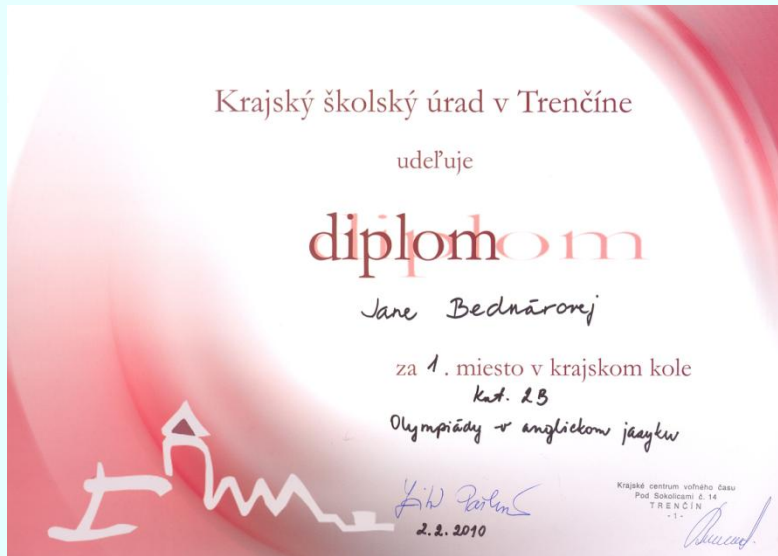 Krajský školský úrad v Trenčíne
udeľuje
diplom
Jane Bednárovej
za 1. miesto v krajskom kole
kat. 2B
Olympiády v anglickom jazyku
2.2.2010
Krajské centrum voľného času
Pod Sokolicami č. 14
TRENČÍN
- 1 -